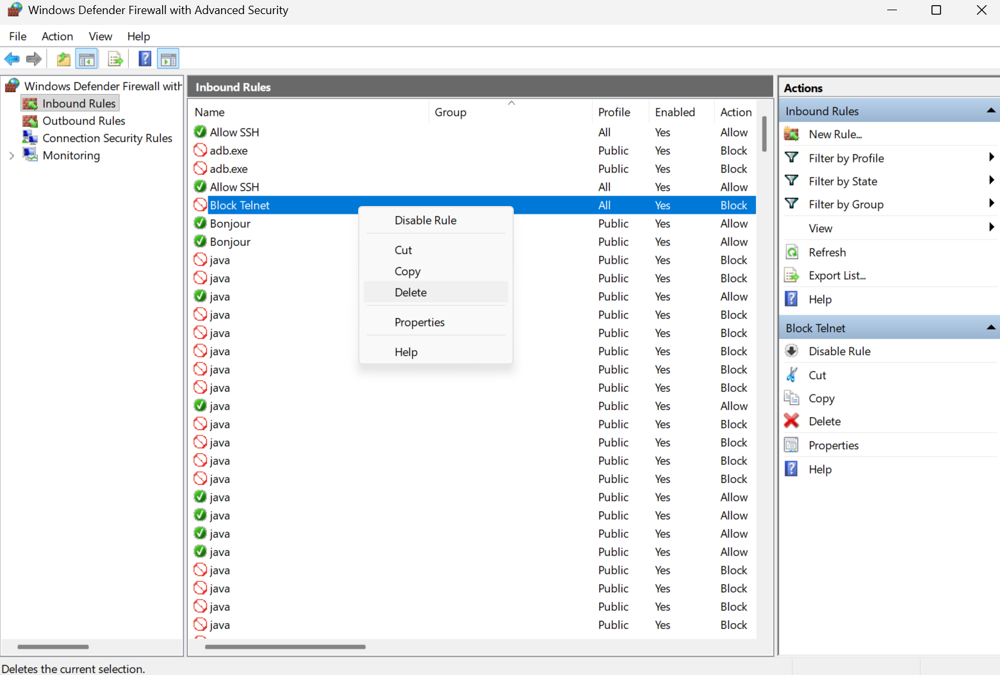 Windows Defender Firewall with Advanced Security
File Action View Help
Windows Defender Firewall with
Inbound Rules
Outbound Rules
Connection Security Rules
Monitoring
Inbound Rules
Name Group Profile Enabled Action
Allow SSH All Yes Allow
adb.exe Public Yes Block
adb.exe Public Yes Block
Allow SSH All Yes Allow
Block Telnet All Yes Block
Bonjour Public Yes Allow
Bonjour Public Yes Allow
java Public Yes Block
java Public Yes Block
java Public Yes Allow
java Public Yes Block
java Public Yes Block
java Public Yes Block
java Public Yes Block
java Public Yes Block
java Public Yes Allow
java Public Yes Block
java Public Yes Block
java Public Yes Block
java Public Yes Block
java Public Yes Allow
java Public Yes Allow
java Public Yes Allow
java Public Yes Allow
java Public Yes Block
java Public Yes Block
java Public Yes Block
java Public Yes Block
Disable Rule
Cut
Copy
Delete
Properties
Help
Actions
Inbound Rules
New Rule...
Filter by Profile
Filter by State
Filter by Group
View
Refresh
Export List...
Help
Block Telnet
Disable Rule
Cut
Copy
Delete
Properties
Help
Deletes the current selection.